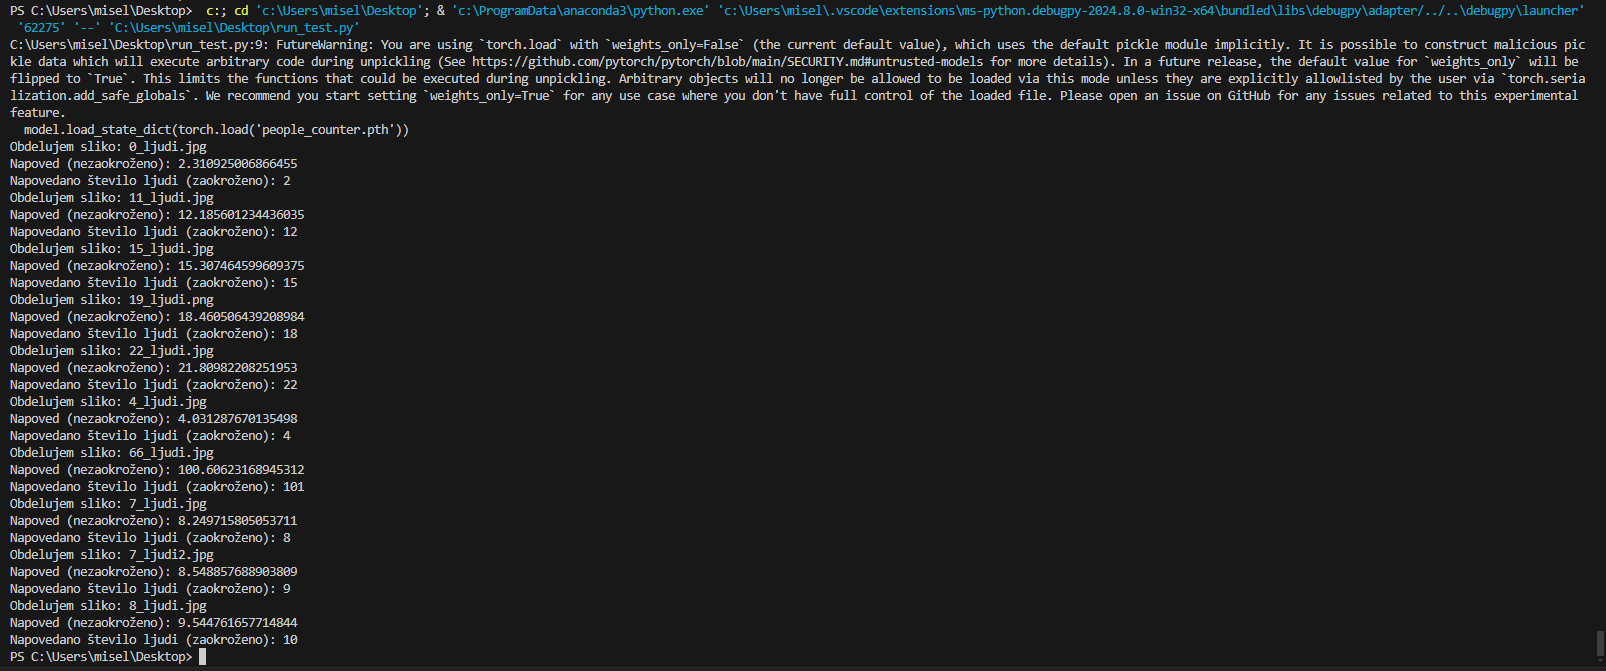 PS C:\Users\misel\Desktop>  c:; cd 'c:\Users\misel\Desktop'; & 'c:\ProgramData\anaconda3\python.exe' 'c:\Users\misel\.vscode\extensions\ms-python.debugpy-2024.8.0-win32-x64\bundled\libs\debugpy\adapter/../..\debugpy\launcher'
'62275' '--' 'C:\Users\misel\Desktop\run_test.py'
C:\Users\misel\Desktop\run_test.py:9: FutureWarning: You are using `torch.load` with `weights_only=False` (the current default value), which uses the default pickle module implicitly. It is possible to construct malicious pic
kle data which will execute arbitrary code during unpickling (See https://github.com/pytorch/pytorch/blob/main/SECURITY.md#untrusted-models for more details). In a future release, the default value for `weights_only` will be
flipped to `True`. This limits the functions that could be executed during unpickling. Arbitrary objects will no longer be allowed to be loaded via this mode unless they are explicitly allowlisted by the user via `torch.seria
lization.add_safe_globals`. We recommend you start setting `weights_only=True` for any use case where you don't have full control of the loaded file. Please open an issue on GitHub for any issues related to this experimental
feature.
  model.load_state_dict(torch.load('people_counter.pth'))
Obdelujem sliko: 0_ljudi.jpg
Napoved (nezaokroženo): 2.310925006866455
Napovedano število ljudi (zaokroženo): 2
Obdelujem sliko: 11_ljudi.jpg
Napoved (nezaokroženo): 12.185601234436035
Napovedano število ljudi (zaokroženo): 12
Obdelujem sliko: 15_ljudi.jpg
Napoved (nezaokroženo): 15.307464599609375
Napovedano število ljudi (zaokroženo): 15
Obdelujem sliko: 19_ljudi.png
Napoved (nezaokroženo): 18.460506439208984
Napovedano število ljudi (zaokroženo): 18
Obdelujem sliko: 22_ljudi.jpg
Napoved (nezaokroženo): 21.80982208251953
Napovedano število ljudi (zaokroženo): 22
Obdelujem sliko: 4_ljudi.jpg
Napoved (nezaokroženo): 4.031287670135498
Napovedano število ljudi (zaokroženo): 4
Obdelujem sliko: 66_ljudi.jpg
Napoved (nezaokroženo): 100.60623168945312
Napovedano število ljudi (zaokroženo): 101
Obdelujem sliko: 7_ljudi.jpg
Napoved (nezaokroženo): 8.249715805053711
Napovedano število ljudi (zaokroženo): 8
Obdelujem sliko: 7_ljudi2.jpg
Napoved (nezaokroženo): 8.548857688903809
Napovedano število ljudi (zaokroženo): 9
Obdelujem sliko: 8_ljudi.jpg
Napoved (nezaokroženo): 9.544761657714844
Napovedano število ljudi (zaokroženo): 10
PS C:\Users\misel\Desktop>